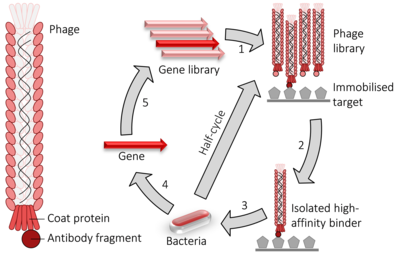 Phage
Coat protein
Antibody fragment
Gene library
1
Phage
library
Immobilised
target
2
Isolated high-
affinity binder
3
Bacteria
4
Gene
5
Half-cycle